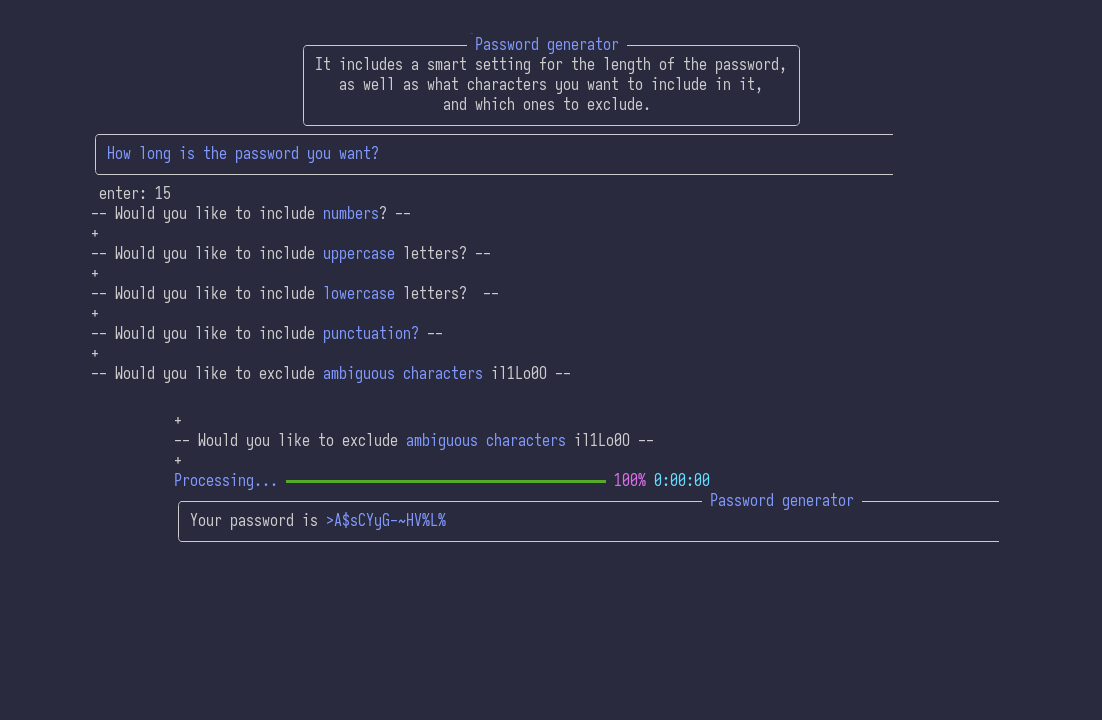 Password generator
It includes a smart setting for the length of the password,
as well as what characters you want to include in it,
and which ones to exclude.
How long is the password you want?
enter: 15
-- Would you like to include numbers? --
+
-- Would you like to include uppercase letters? --
+
-- Would you like to include lowercase letters?  --
+
-- Would you like to include punctuation? --
+
-- Would you like to exclude ambiguous characters il1Lo0O --
+
-- Would you like to exclude ambiguous characters il1Lo0O --
+
Processing... 100% 0:00:00
Password generator
Your password is >A$sCYyG-~HV%L%